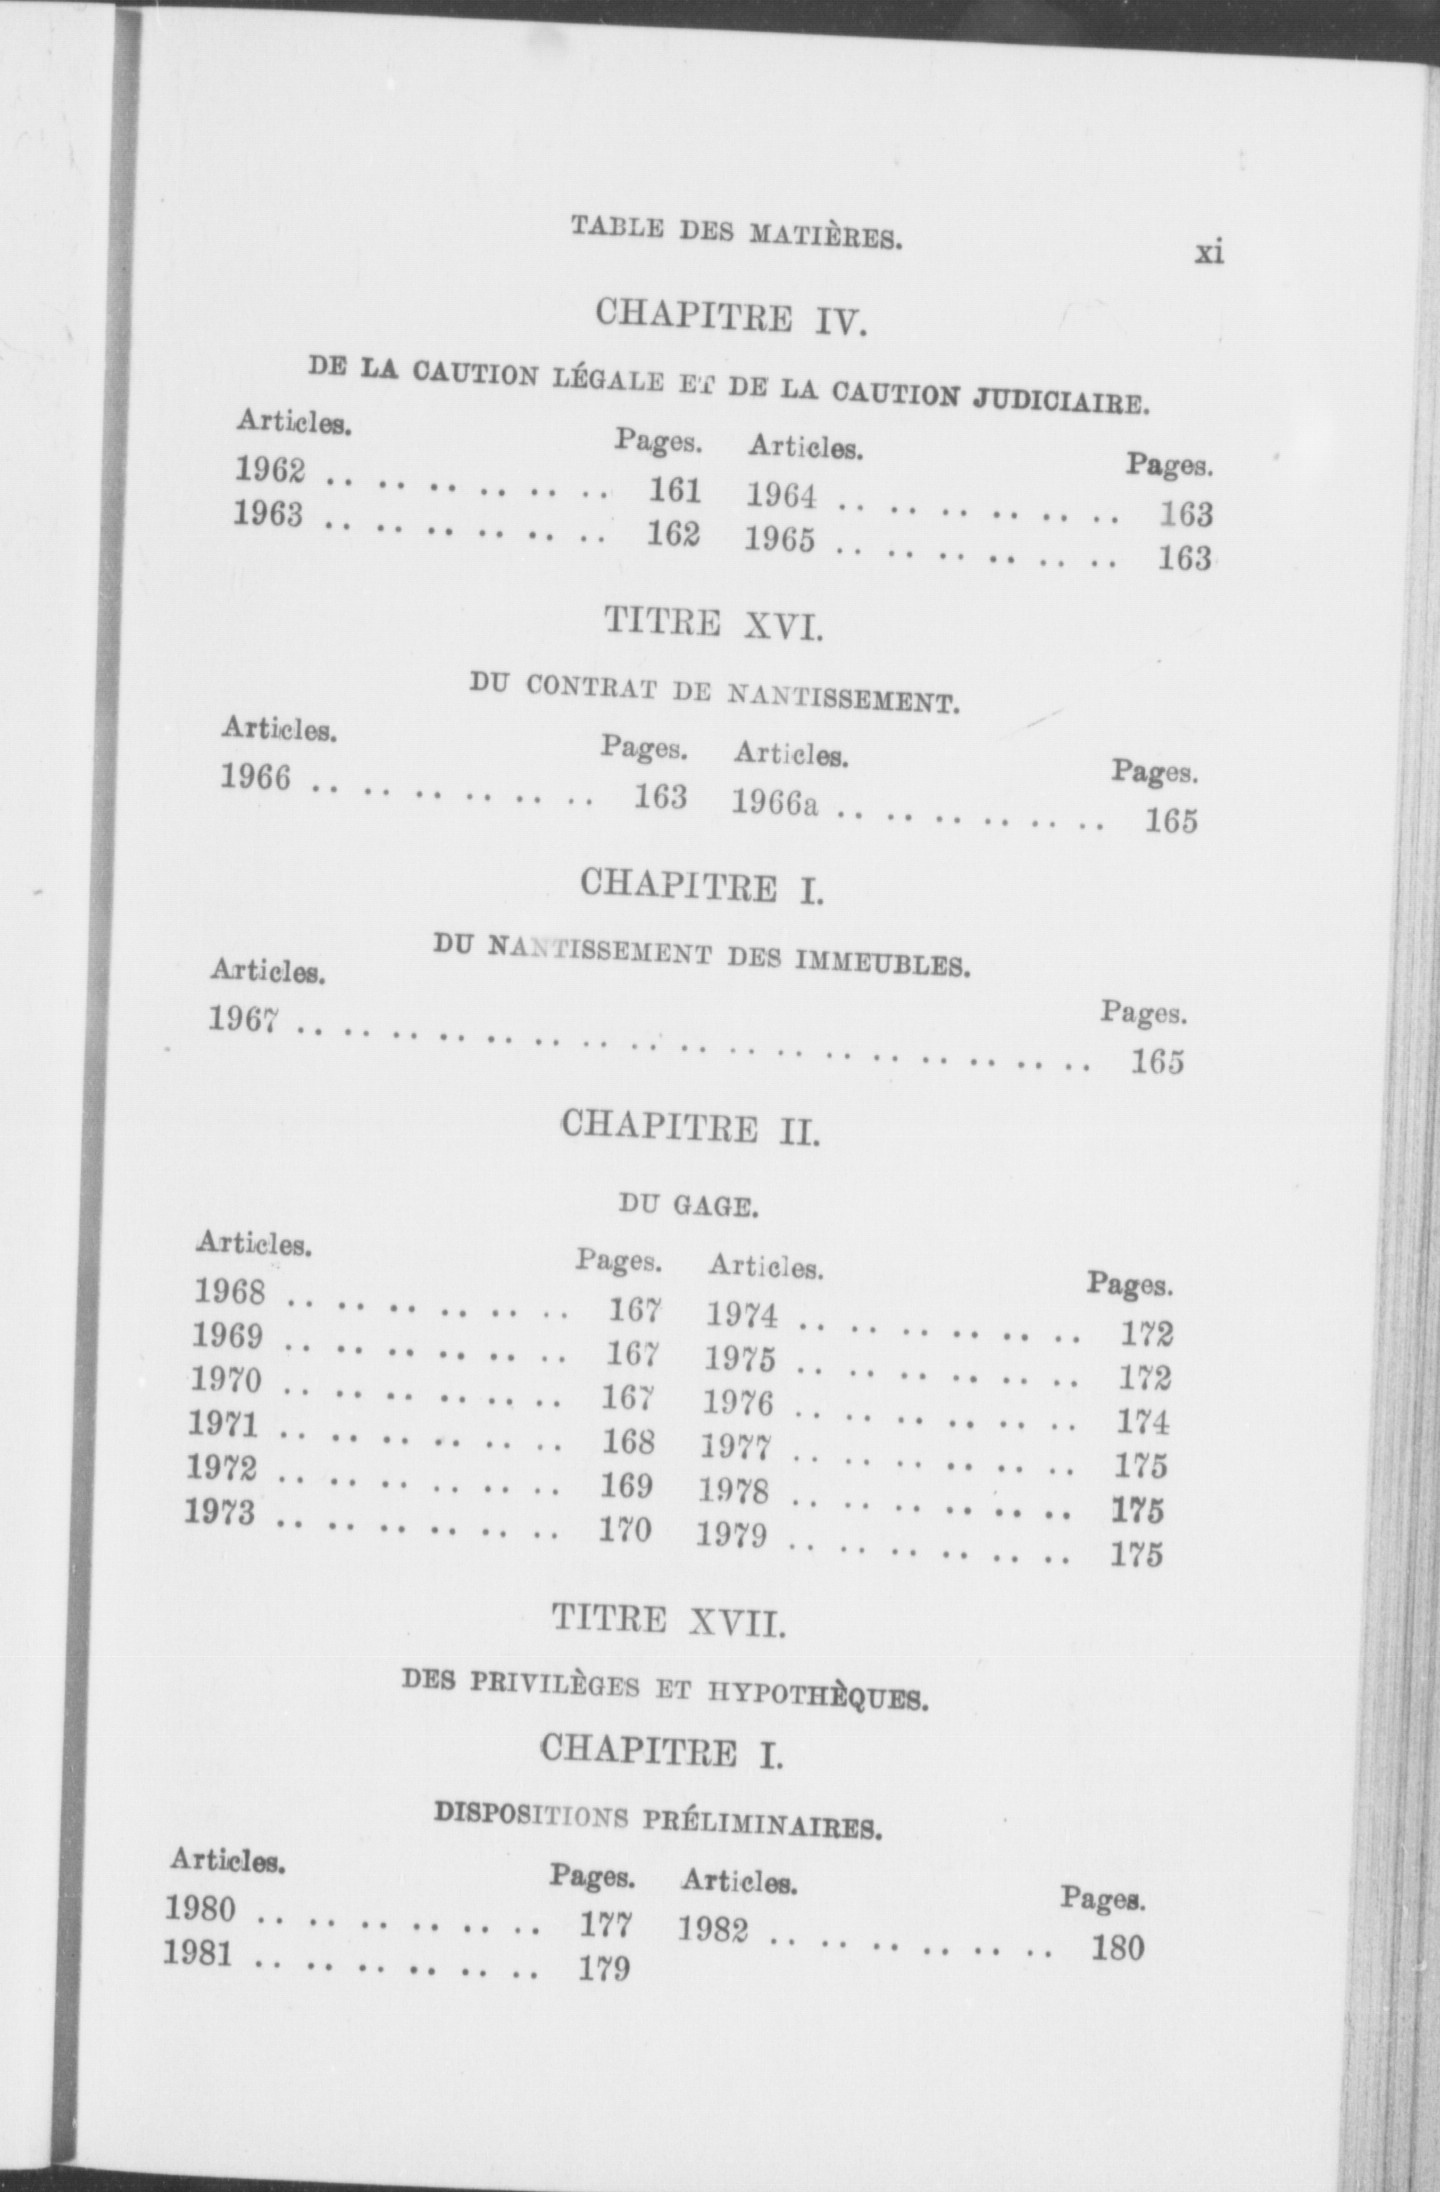 TABLE DES MATIÈRES. xi
CHAPITRE IV.
DE LA CAUTION LÉGALE ET DE LA CAUTION JUDICIAIRE.
Articles. Pages. Articles. Pages.
1962 .. .. .. .. .. .. 161 1964 .. .. .. .. .. .. 163
1963 .. .. .. .. .. .. 162 1965 .. .. .. .. .. .. 163
TITRE XVI.
DU CONTRAT DE NANTISSEMENT.
Articles. Pages. Articles. Pages.
1966 .. .. .. .. .. .. 163 1966a .. .. .. .. .. .. 165
CHAPITRE I.
DU NANTISSEMENT DES IMMEUBLES.
Articles. Pages.
1967 .. .. .. .. .. .. .. .. .. .. .. .. .. .. .. .. .. 165
CHAPITRE II.
DU GAGE.
Articles. Pages. Articles. Pages.
1968 .. .. .. .. .. .. 167 1974 .. .. .. .. .. .. 172
1969 .. .. .. .. .. .. 167 1975 .. .. .. .. .. .. 172
1970 .. .. .. .. .. .. 167 1976 .. .. .. .. .. .. 174
1971 .. .. .. .. .. .. 168 1977 .. .. .. .. .. .. 175
1972 .. .. .. .. .. .. 169 1978 .. .. .. .. .. .. 175
1973 .. .. .. .. .. .. 170 1979 .. .. .. .. .. .. 175
TITRE XVII.
DES PRIVILÈGES ET HYPOTHÈQUES.
CHAPITRE I.
DISPOSITIONS PRÉLIMINAIRES.
Articles. Pages. Articles. Pages.
1980 .. .. .. .. .. .. 177 1982 .. .. .. .. .. .. 180
1981 .. .. .. .. .. .. 179